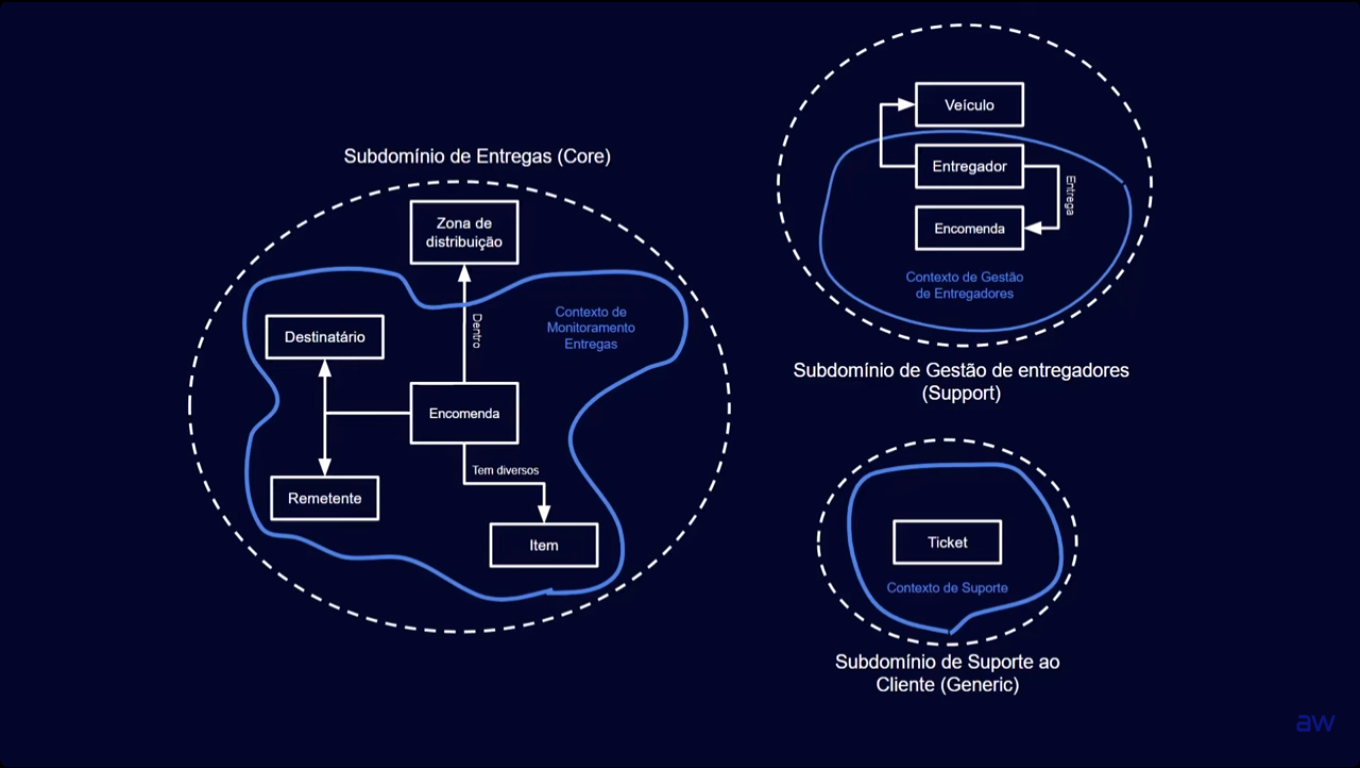 Subdomínio de Entregas (Core)
Zona de
distribuição
Contexto de
Monitoramento
Entregas
Dentro
Destinatário
Encomenda
Tem diversos
Remetente
Item
Veículo
Entregador
Entrega
Encomenda
Contexto de Gestão
de Entregadores
Subdomínio de Gestão de entregadores
(Support)
Ticket
Contexto de Suporte
Subdomínio de Suporte ao
Cliente (Generic)
aw